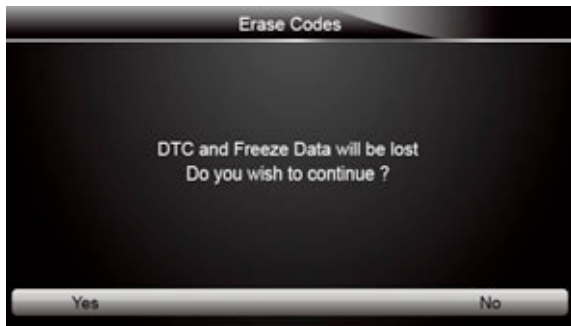 Erase Codes
DTC and Freeze Data will be lost
Do you wish to continue ?
Yes
No